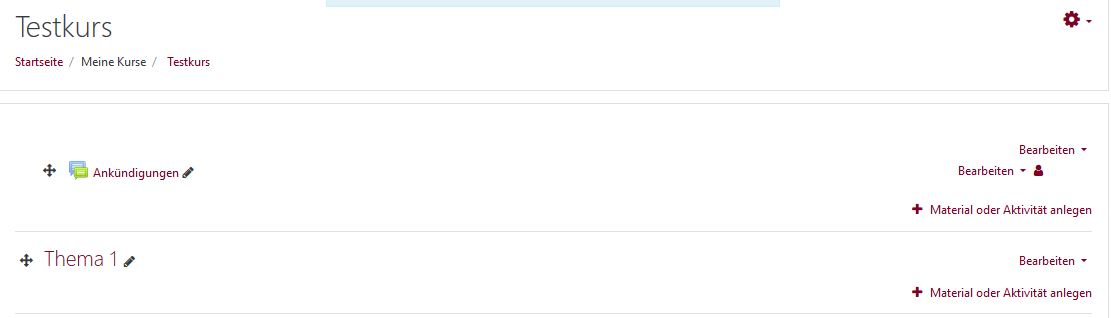 Testkurs
Startseite / Meine Kurse / Testkurs
Bearbeiten
Ankündigungen Bearbeiten
Material oder Aktivität anlegen
Thema 1 Bearbeiten
Material oder Aktivität anlegen